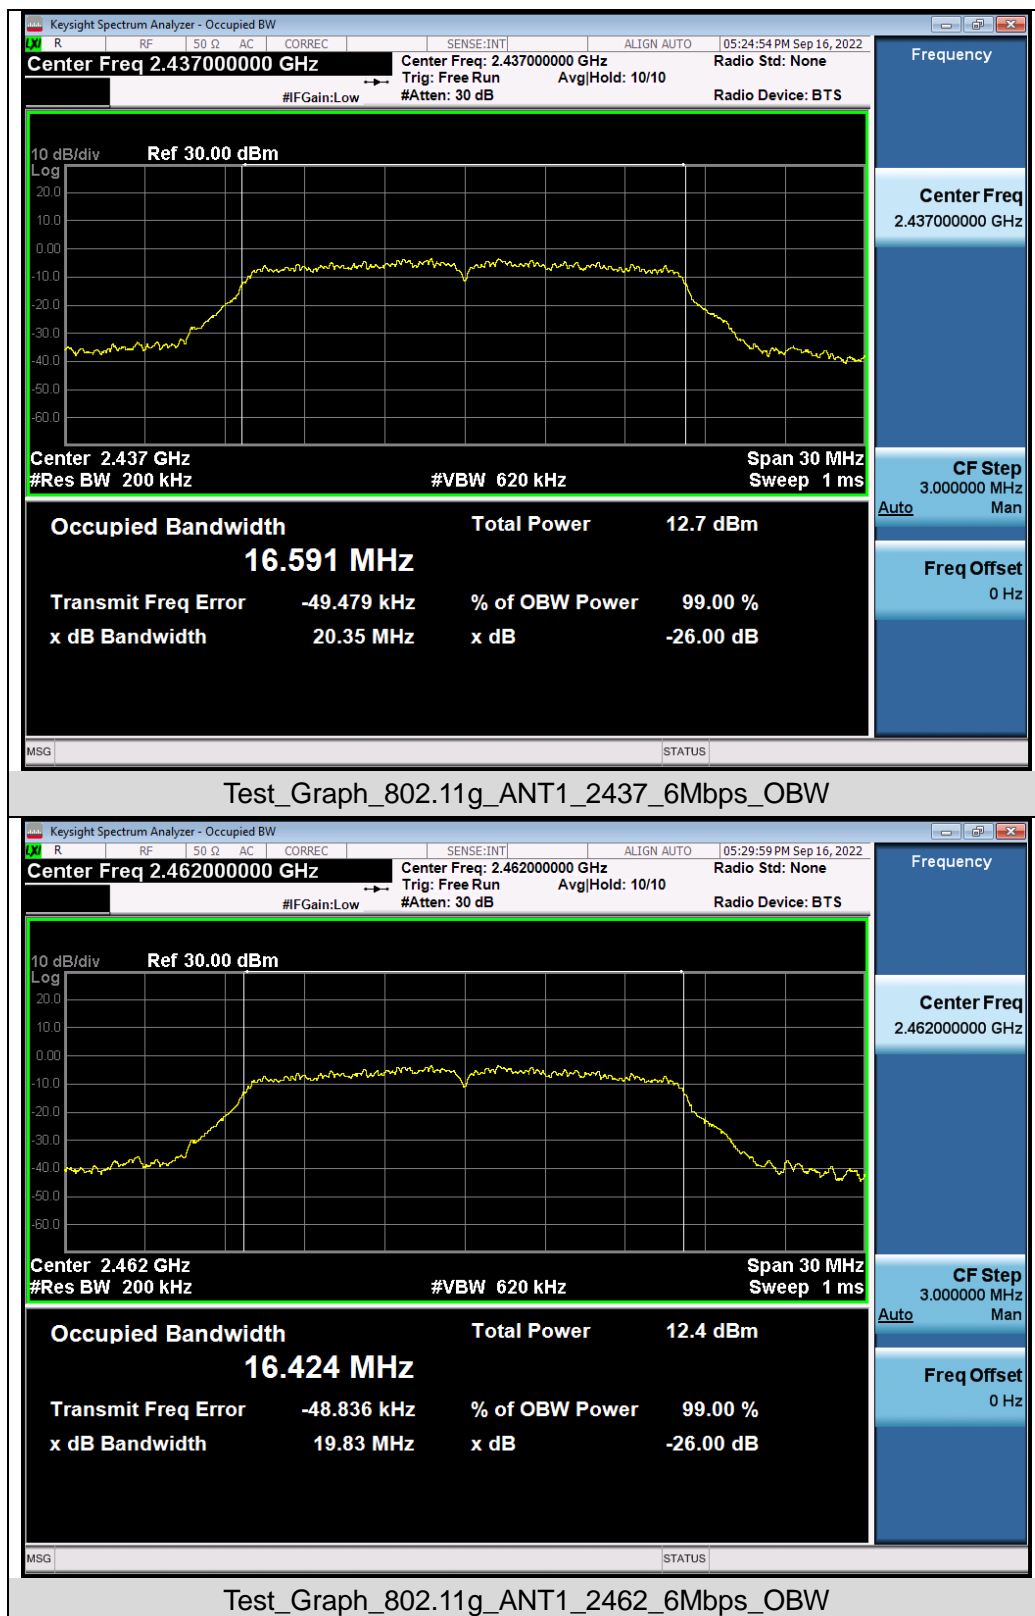 Keysight Spectrum Analyzer - Occupied BW
LXI R RF 50 Ω AC CORREC SENSE:INT ALIGN AUTO 05:24:54 PM Sep 16, 2022
Center Freq 2.437000000 GHz
Center Freq: 2.437000000 GHz Radio Std: None
Trig: Free Run Avg|Hold: 10/10
#IFGain:Low #Atten: 30 dB Radio Device: BTS
Frequency
10 dB/div Ref 30.00 dBm
Log
20.0
10.0
0.00
-10.0
-20.0
-30.0
-40.0
-50.0
-60.0
Center 2.437 GHz Span 30 MHz
#Res BW 200 kHz #VBW 620 kHz Sweep 1 ms
Center Freq
2.437000000 GHz
CF Step
3.000000 MHz
Auto Man
Freq Offset
0 Hz
Occupied Bandwidth Total Power 12.7 dBm
16.591 MHz
Transmit Freq Error -49.479 kHz % of OBW Power 99.00 %
x dB Bandwidth 20.35 MHz x dB -26.00 dB
MSG STATUS
Test_Graph_802.11g_ANT1_2437_6Mbps_OBW
Keysight Spectrum Analyzer - Occupied BW
LXI R RF 50 Ω AC CORREC SENSE:INT ALIGN AUTO 05:29:59 PM Sep 16, 2022
Center Freq 2.462000000 GHz
Center Freq: 2.462000000 GHz Radio Std: None
Trig: Free Run Avg|Hold: 10/10
#IFGain:Low #Atten: 30 dB Radio Device: BTS
Frequency
10 dB/div Ref 30.00 dBm
Log
20.0
10.0
0.00
-10.0
-20.0
-30.0
-40.0
-50.0
-60.0
Center 2.462 GHz Span 30 MHz
#Res BW 200 kHz #VBW 620 kHz Sweep 1 ms
Center Freq
2.462000000 GHz
CF Step
3.000000 MHz
Auto Man
Freq Offset
0 Hz
Occupied Bandwidth Total Power 12.4 dBm
16.424 MHz
Transmit Freq Error -48.836 kHz % of OBW Power 99.00 %
x dB Bandwidth 19.83 MHz x dB -26.00 dB
MSG STATUS
Test_Graph_802.11g_ANT1_2462_6Mbps_OBW